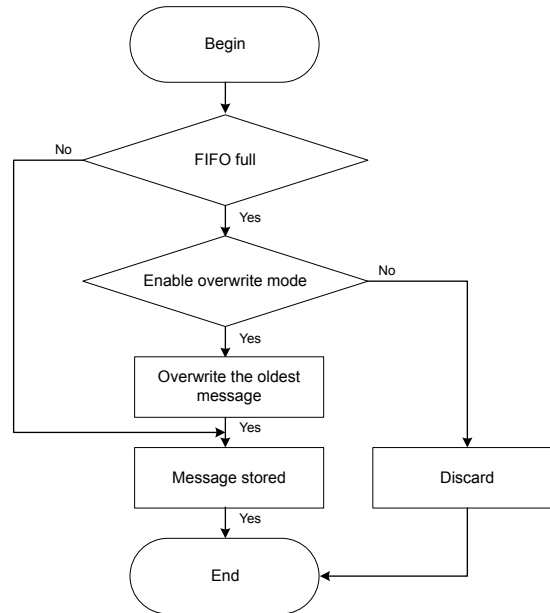 Begin
No
FIFO full
Yes
Enable overwrite mode
No
Yes
Overwrite the oldest
message
Yes
Message stored
Discard
Yes
End